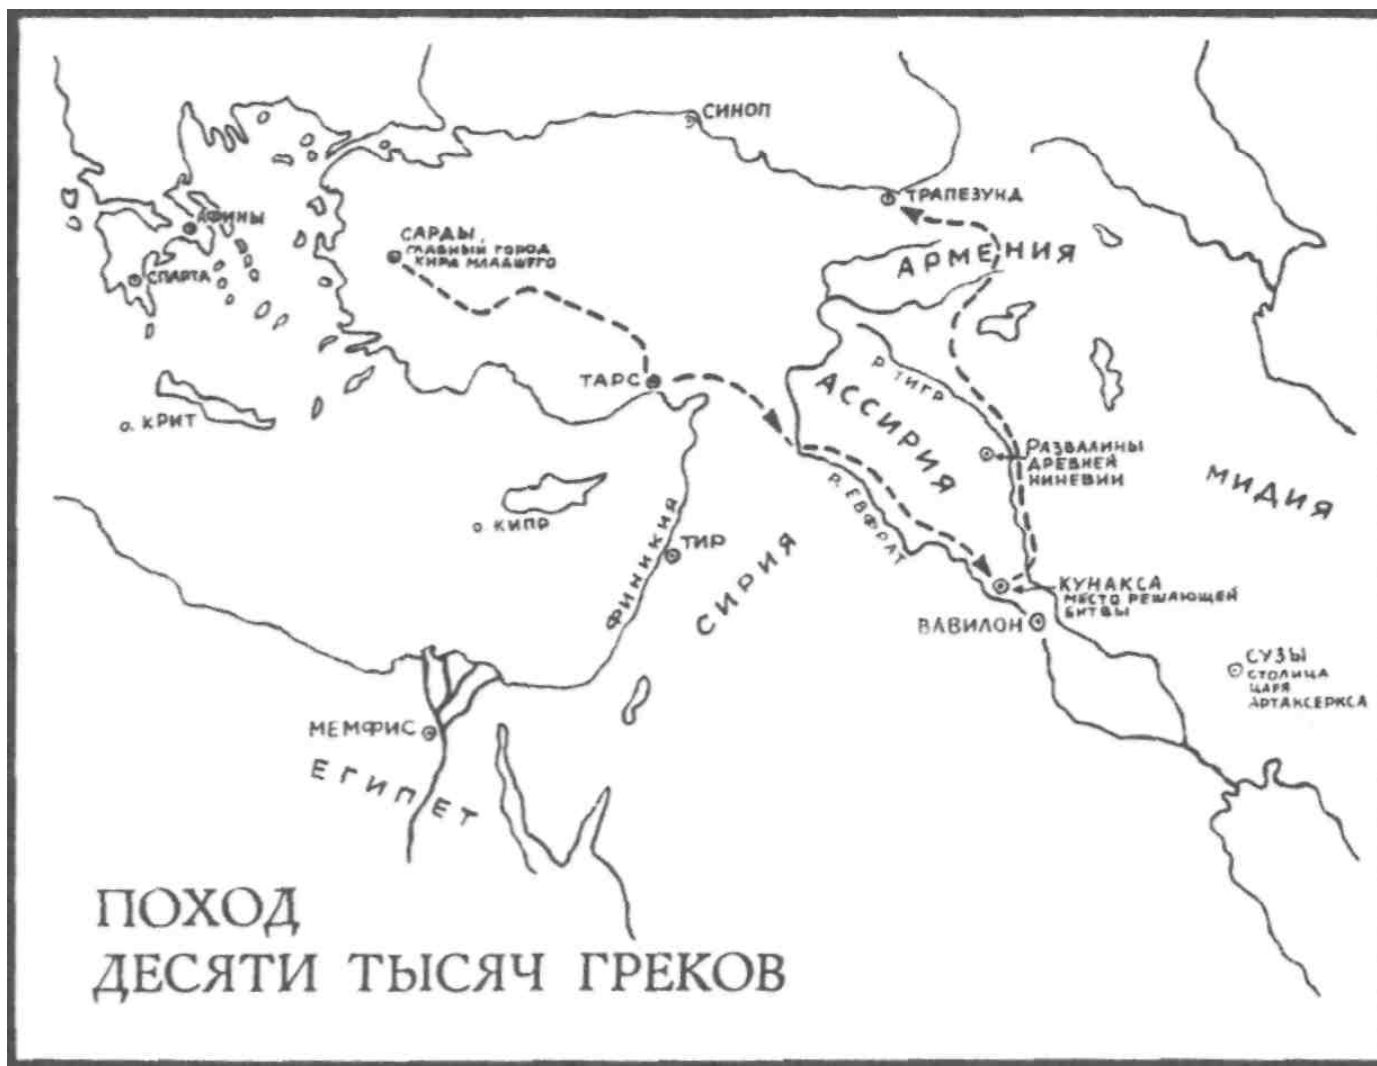 СИНОП
ТРАПЕЗУНД
АФИНЫ
САРДЫ,
ГЛАВНЫЙ ГОРОД
КИРА МЛАДШЕГО
АРМЕНИЯ
СПАРТА
Р. ТИГР
ТАРС
АССИРИЯ
о. КРИТ
РАЗВАЛИНЫ
ДРЕВНЕЙ
НИНЕВИИ
МИДИЯ
о. КИПР
Р. ЕВФРАТ
ФИНИКИЯ
ТИР
СИРИЯ
КУНАКСА
МЕСТО РЕШАЮЩЕЙ
БИТВЫ
ВАВИЛОН
СУЗЫ
СТОЛИЦА
ЦАРЯ
АРТАКСЕРКСА
МЕМФИС
ЕГИПЕТ
ПОХОД
ДЕСЯТИ ТЫСЯЧ ГРЕКОВ